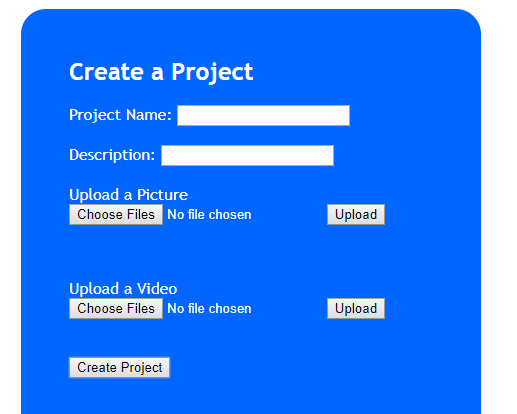 Create a Project
Project Name:
Description:
Upload a Picture
Choose Files No file chosen Upload
Upload a Video
Choose Files No file chosen Upload
Create Project